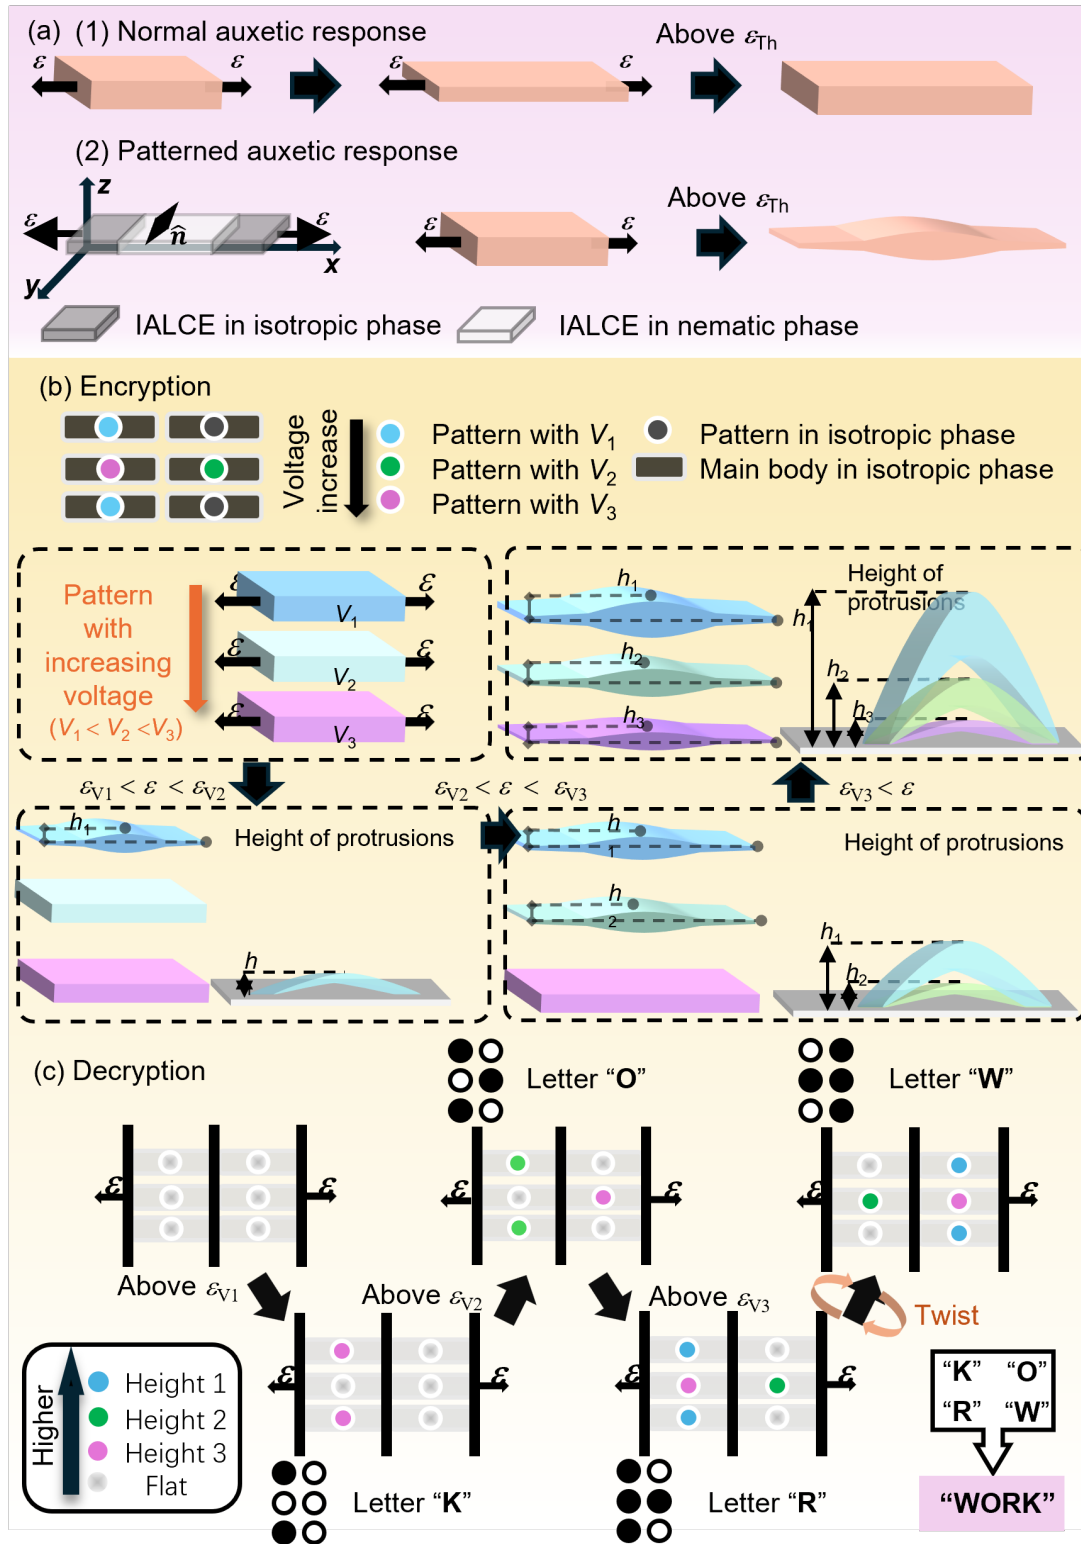 (a) (1) Normal auxetic response
Above εTh
ε ε ε ε
(2) Patterned auxetic response
z
ε n̂ ε
x
y
Above εTh
ε ε
IALCE in isotropic phase IALCE in nematic phase
(b) Encryption
Voltage increase
Pattern with V1
Pattern with V2
Pattern with V3
Pattern in isotropic phase
Main body in isotropic phase
Pattern
with
increasing
voltage
(V1 < V2 <V3)
ε V1 ε
ε V2 ε
ε V3 ε
h1
h2
h3
Height of
protrusions
h1
h2
h3
εV1 < ε < εV2
εV2 < ε < εV3
εV3 < ε
h1
Height of protrusions
h
h
1
h
2
Height of protrusions
h1
h2
(c) Decryption
Letter “O”
Letter “W”
ε ε
ε ε
ε ε
Above εV1
Above εV2
Above εV3
Twist
ε ε
ε ε
Higher
Height 1
Height 2
Height 3
Flat
Letter “K”
Letter “R”
“K” “O”
“R” “W”
“WORK”